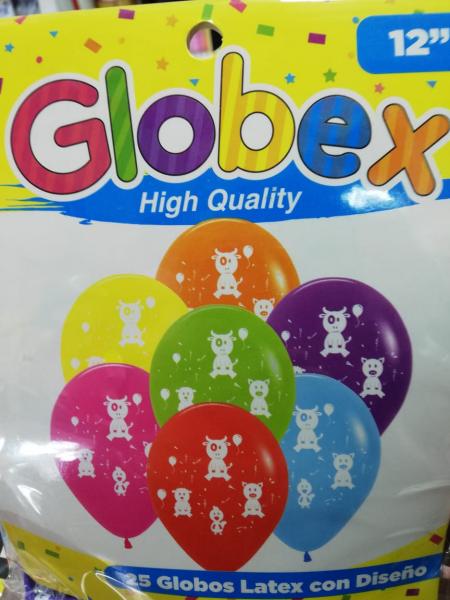 12”
Globex
High Quality
25 Globos Latex con Diseño